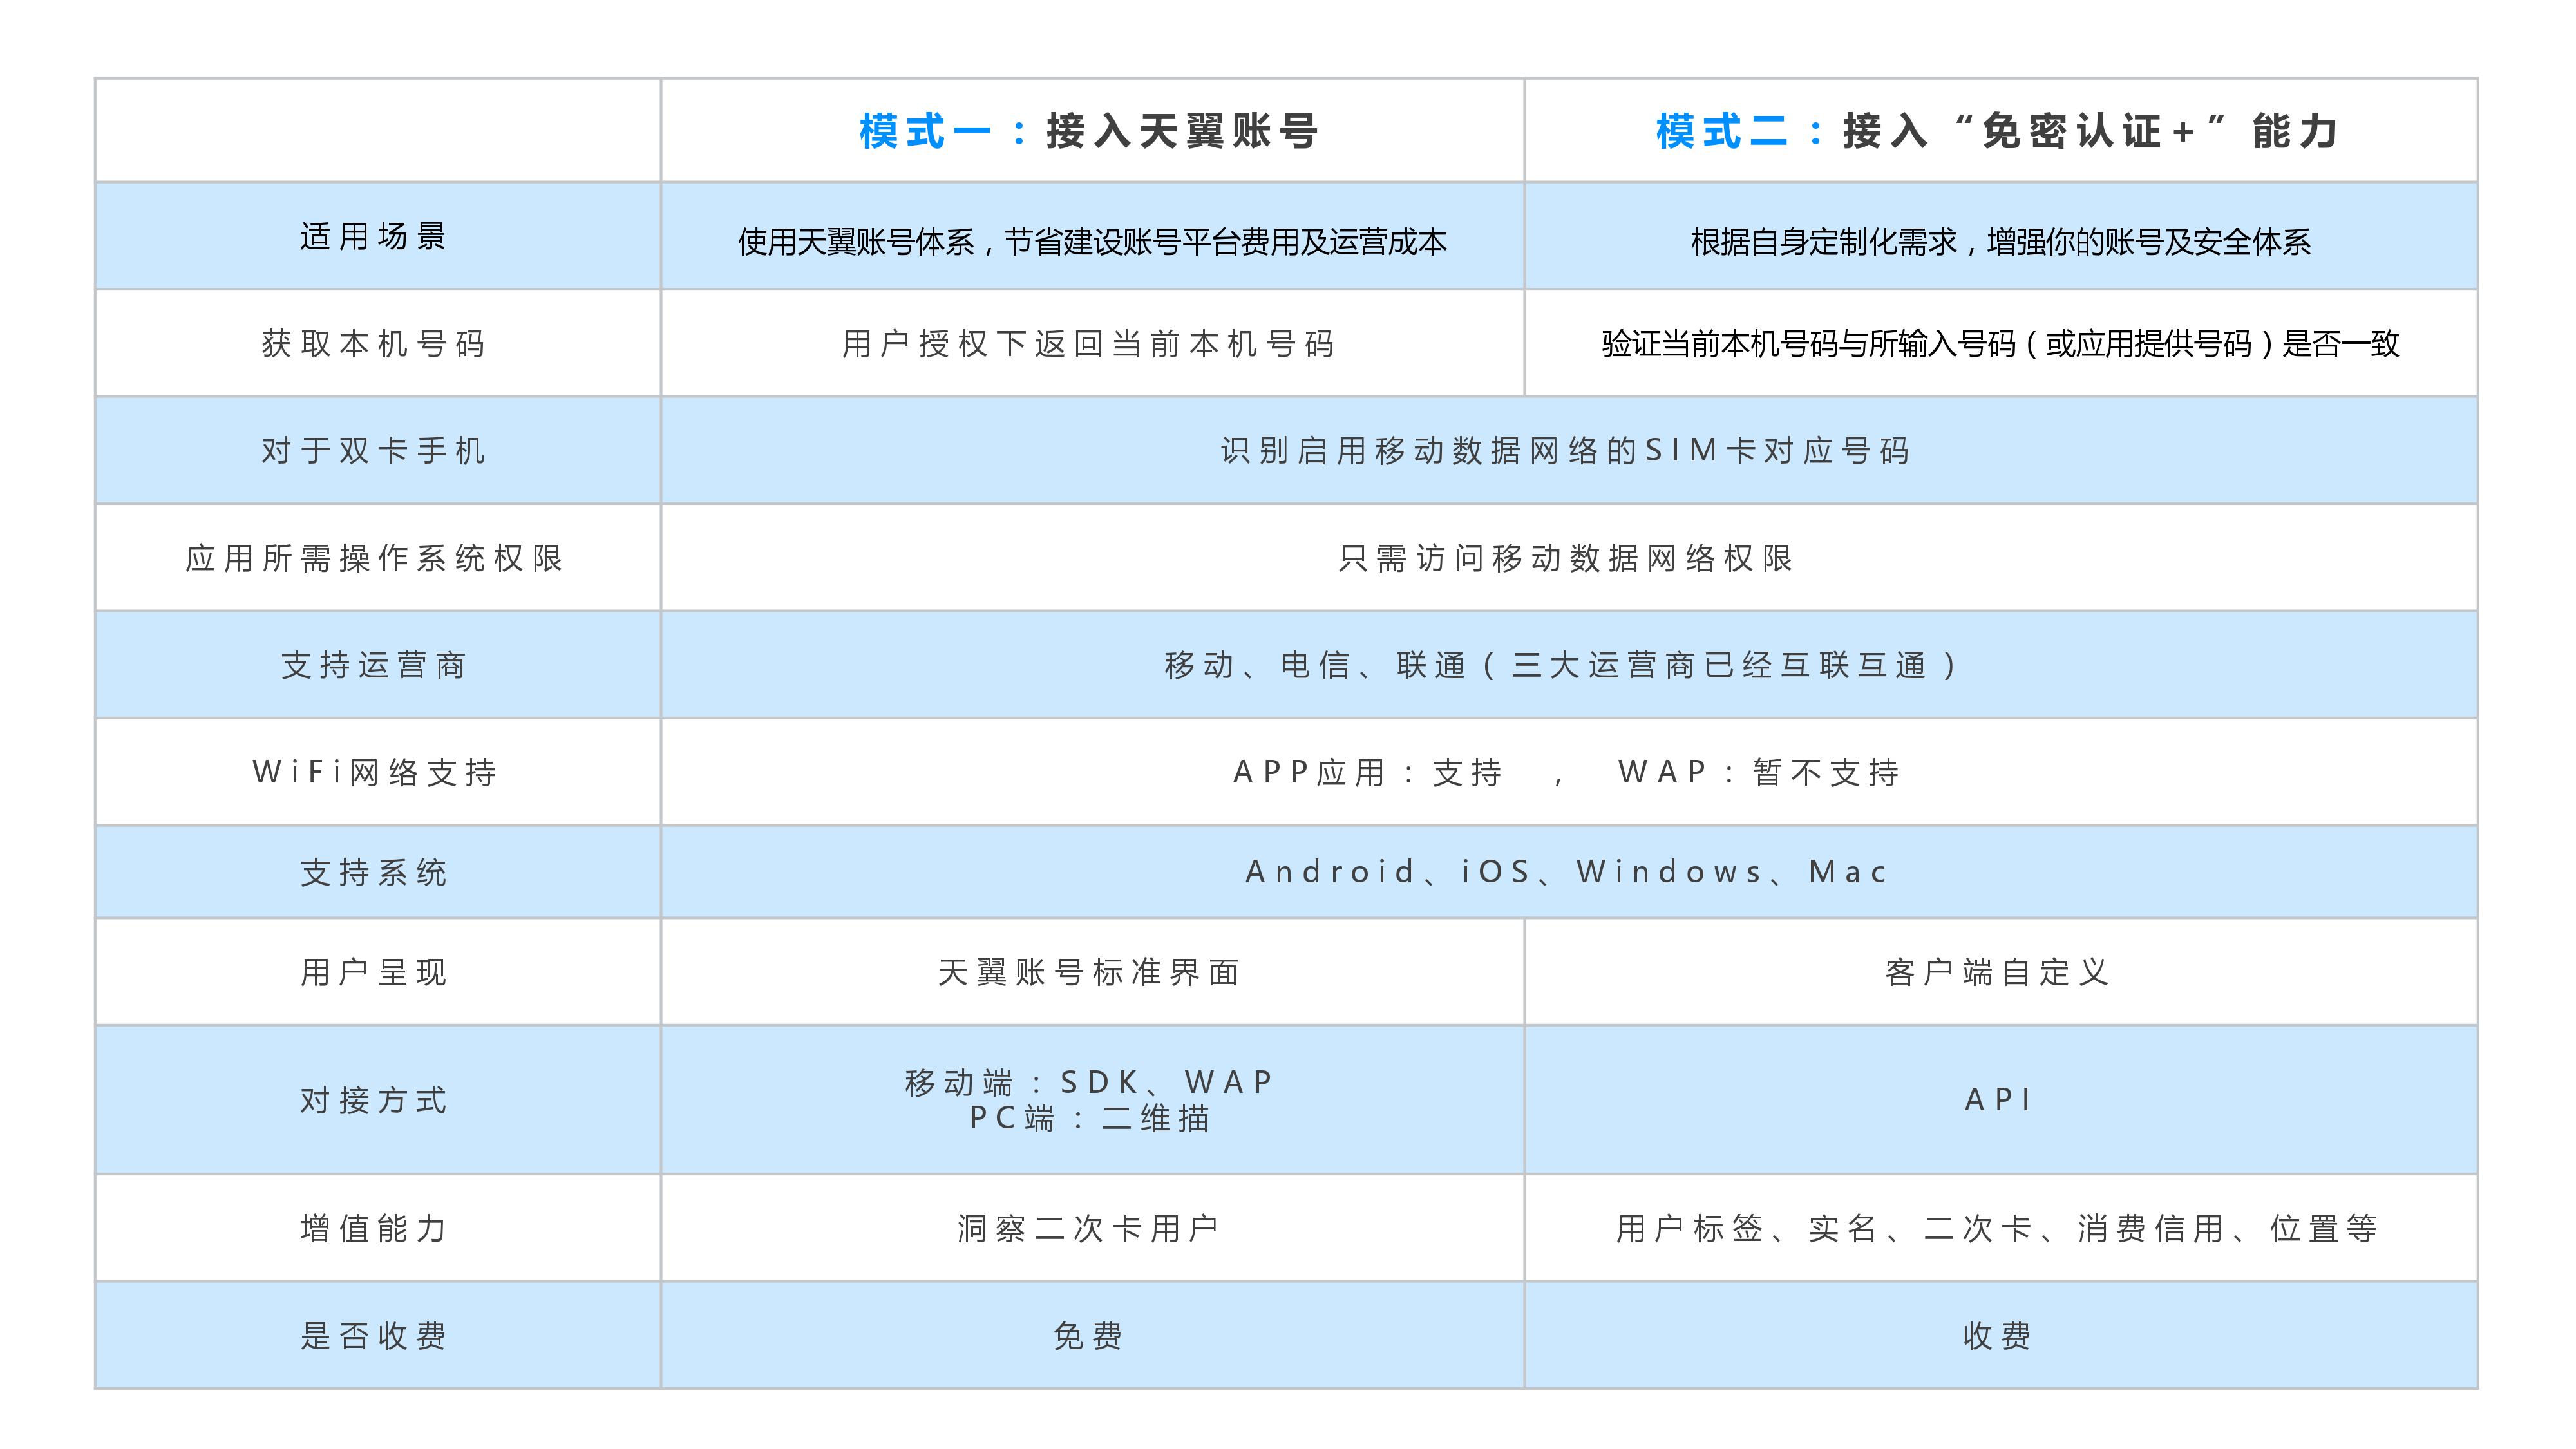 模式一：接入天翼账号
模式二：接入“免密认证+”能力
适用场景
使用天翼账号体系，节省建设账号平台费用及运营成本
根据自身定制化需求，增强你的账号及安全体系
获取本机号码
用户授权下返回当前本机号码
验证当前本机号码与所输入号码（或应用提供号码）是否一致
对于双卡手机
识别启用移动数据网络的SIM卡对应号码
应用所需操作系统权限
只需访问移动数据网络权限
支持运营商
移动、电信、联通（三大运营商已经互联互通）
WiFi网络支持
APP应用：支持 ， WAP：暂不支持
支持系统
Android、iOS、Windows、Mac
用户呈现
天翼账号标准界面
客户端自定义
对接方式
移动端：SDK、WAP
PC端：二维描
API
增值能力
洞察二次卡用户
用户标签、实名、二次卡、消费信用、位置等
是否收费
免费
收费